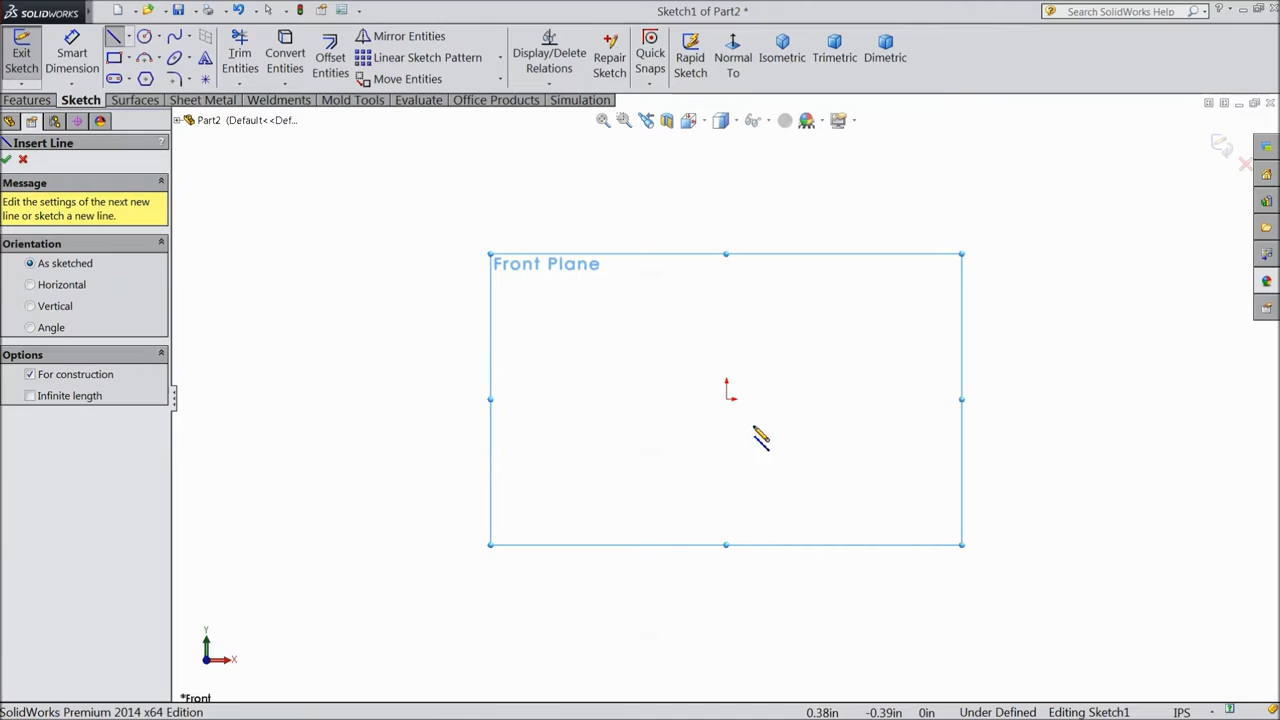 SOLIDWORKS
Sketch1 of Part2 *
Search SolidWorks Help
Exit Sketch
Smart Dimension
Trim Entities
Convert Entities
Offset Entities
Mirror Entities
Linear Sketch Pattern
Move Entities
Display/Delete Relations
Repair Sketch
Quick Snaps
Rapid Sketch
Normal To
Isometric
Trimetric
Dimetric
Features
Sketch
Surfaces
Sheet Metal
Weldments
Mold Tools
Evaluate
Office Products
Simulation
Part2 (Default<<Def...
Insert Line
?
Message
Edit the settings of the next new
line or sketch a new line.
Orientation
As sketched
Horizontal
Vertical
Angle
Options
For construction
Infinite length
Front Plane
Y
X
*Front
SolidWorks Premium 2014 x64 Edition
0.38in
-0.39in
0in
Under Defined
Editing Sketch1
IPS